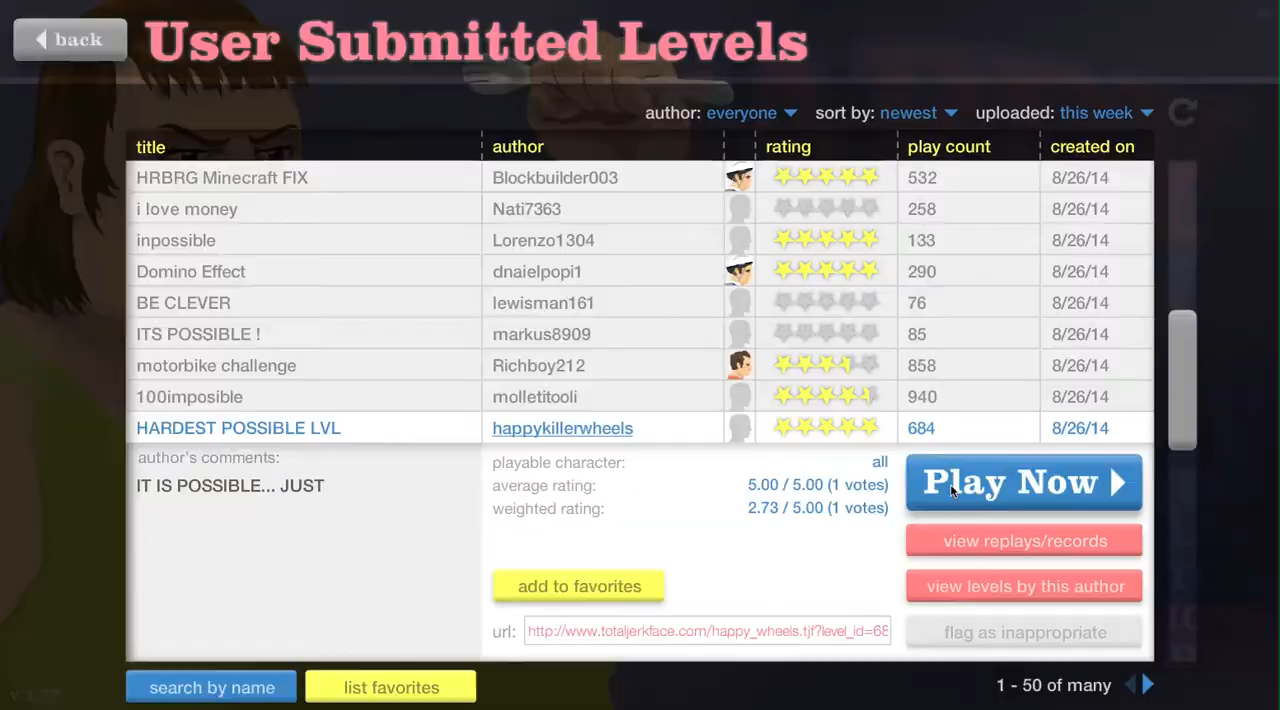 back
User Submitted Levels
author: everyone sort by: newest uploaded: this week
title author rating play count created on
HRBRG Minecraft FIX Blockbuilder003 532 8/26/14
i love money Nati7363 258 8/26/14
inpossible Lorenzo1304 133 8/26/14
Domino Effect dnaielpopi1 290 8/26/14
BE CLEVER lewisman161 76 8/26/14
ITS POSSIBLE ! markus8909 85 8/26/14
motorbike challenge Richboy212 858 8/26/14
100imposible molletitooli 940 8/26/14
HARDEST POSSIBLE LVL happykillerwheels 684 8/26/14
author's comments:
IT IS POSSIBLE... JUST
playable character: all
average rating: 5.00 / 5.00 (1 votes)
weighted rating: 2.73 / 5.00 (1 votes)
Play Now
view replays/records
add to favorites
view levels by this author
url: http://www.totaljerkface.com/happy_wheels.tjf?level_id=68
flag as inappropriate
search by name list favorites
1 - 50 of many